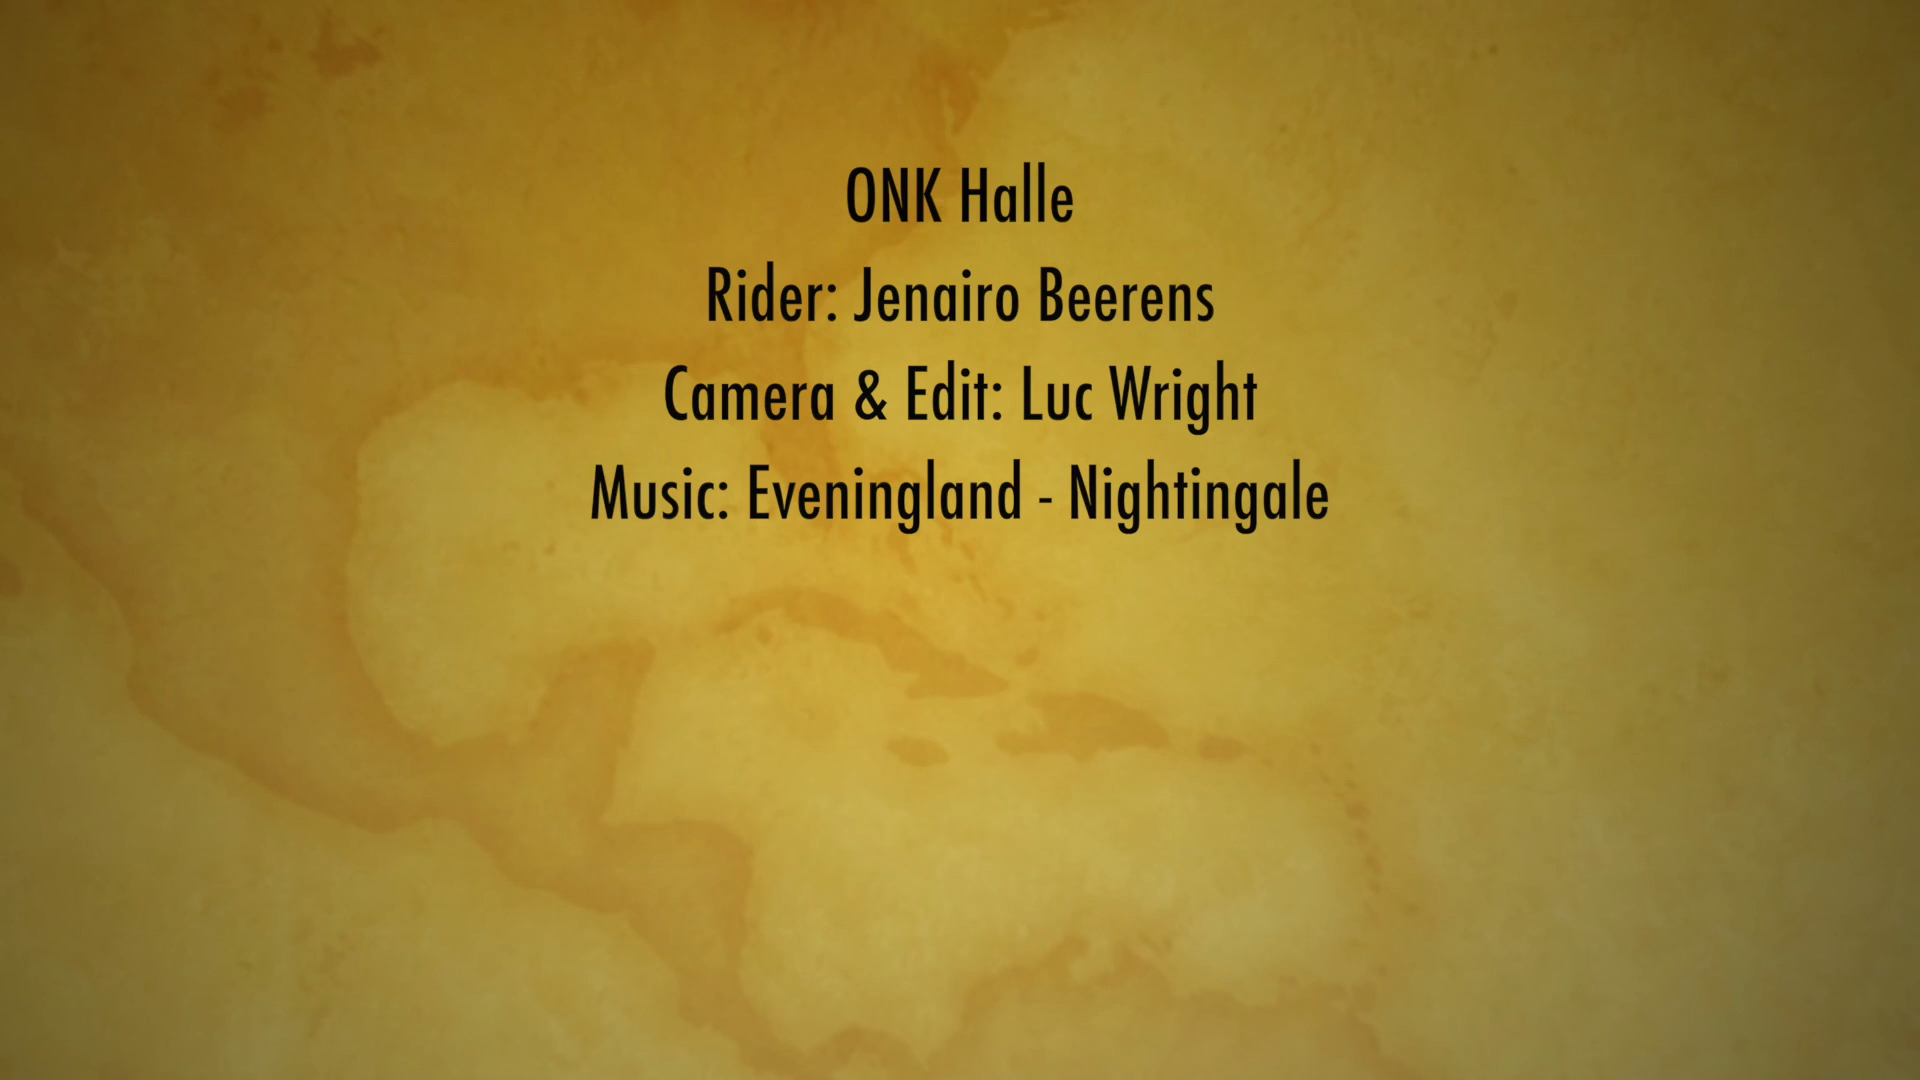 ONK Halle
Rider: Jenairo Beerens
Camera & Edit: Luc Wright
Music: Eveningland - Nightingale